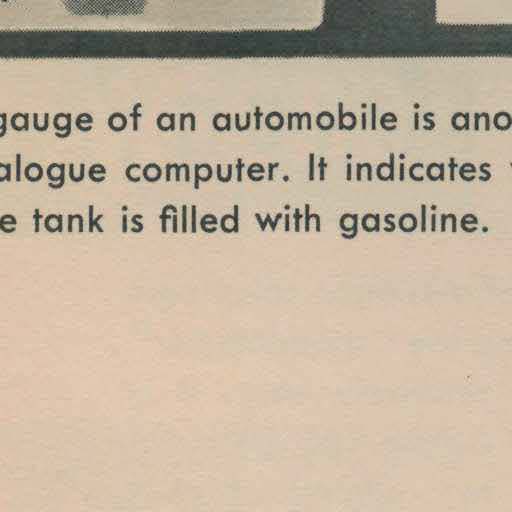 gauge of an automobile is ano
alogue computer. It indicates
e tank is filled with gasoline.